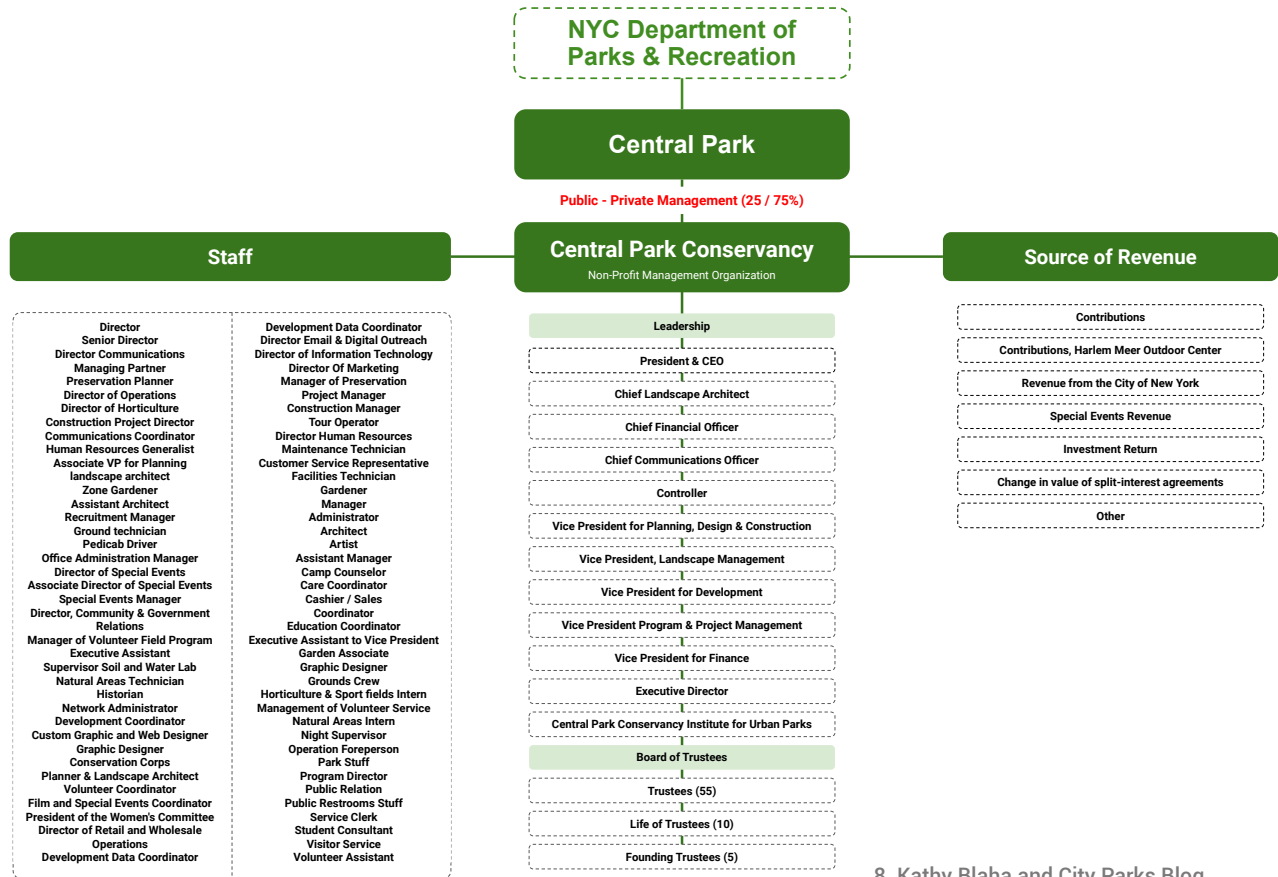 NYC Department of
Parks & Recreation
Central Park
Public - Private Management (25 / 75%)
Staff
Central Park Conservancy
Non-Profit Management Organization
Source of Revenue
Director
Senior Director
Director Communications
Managing Partner
Preservation Planner
Director of Operations
Director of Horticulture
Construction Project Director
Communications Coordinator
Human Resources Generalist
Associate VP for Planning
landscape architect
Zone Gardener
Assistant Architect
Recruitment Manager
Ground technician
Pedicab Driver
Office Administration Manager
Director of Special Events
Associate Director of Special Events
Special Events Manager
Director, Community & Government
Relations
Manager of Volunteer Field Program
Executive Assistant
Supervisor Soil and Water Lab
Natural Areas Technician
Historian
Network Administrator
Development Coordinator
Custom Graphic and Web Designer
Graphic Designer
Conservation Corps
Planner & Landscape Architect
Volunteer Coordinator
Film and Special Events Coordinator
President of the Women's Committee
Director of Retail and Wholesale
Operations
Development Data Coordinator
Development Data Coordinator
Director Email & Digital Outreach
Director of Information Technology
Director Of Marketing
Manager of Preservation
Project Manager
Construction Manager
Tour Operator
Director Human Resources
Maintenance Technician
Customer Service Representative
Facilities Technician
Gardener
Manager
Administrator
Architect
Artist
Assistant Manager
Camp Counselor
Care Coordinator
Cashier / Sales
Coordinator
Education Coordinator
Executive Assistant to Vice President
Garden Associate
Graphic Designer
Grounds Crew
Horticulture & Sport fields Intern
Management of Volunteer Service
Natural Areas Intern
Night Supervisor
Operation Foreperson
Park Stuff
Program Director
Public Relation
Public Restrooms Stuff
Service Clerk
Student Consultant
Visitor Service
Volunteer Assistant
Leadership
President & CEO
Chief Landscape Architect
Chief Financial Officer
Chief Communications Officer
Controller
Vice President for Planning, Design & Construction
Vice President, Landscape Management
Vice President for Development
Vice President Program & Project Management
Vice President for Finance
Executive Director
Central Park Conservancy Institute for Urban Parks
Board of Trustees
Trustees (55)
Life of Trustees (10)
Founding Trustees (5)
Contributions
Contributions, Harlem Meer Outdoor Center
Revenue from the City of New York
Special Events Revenue
Investment Return
Change in value of split-interest agreements
Other
8. Kathy Blaha and City Parks Blog